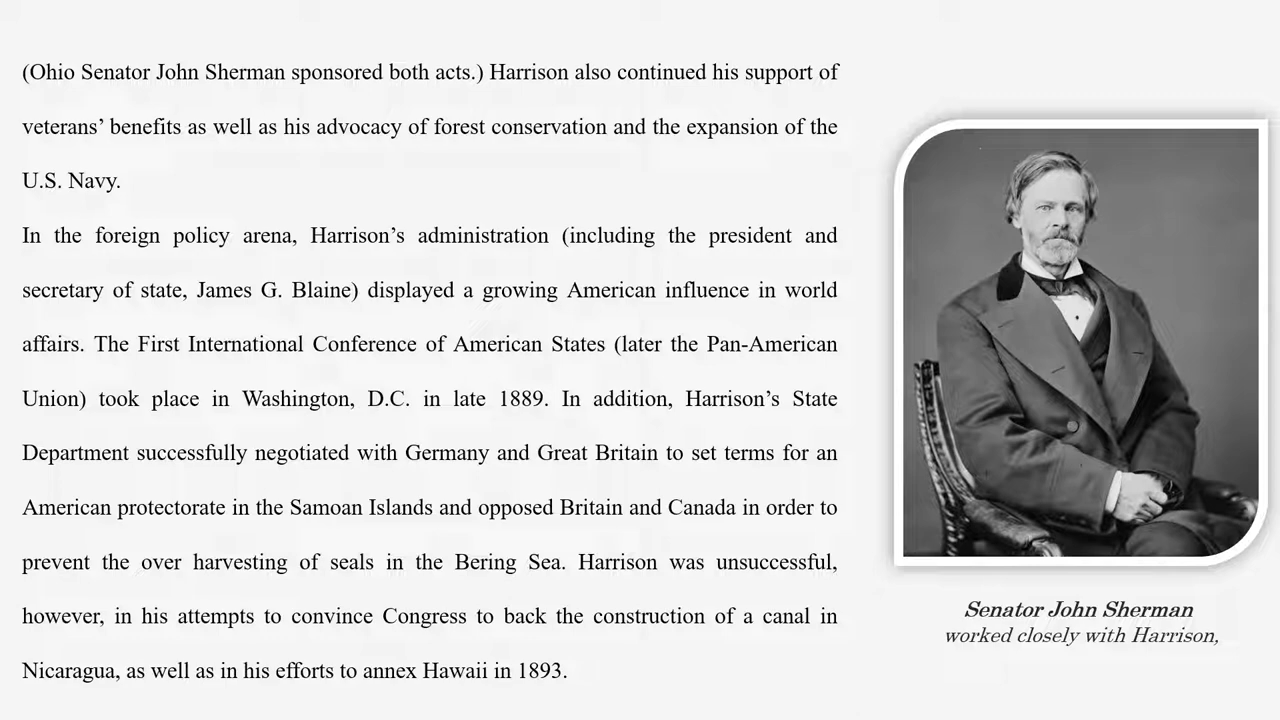 (Ohio Senator John Sherman sponsored both acts.) Harrison also continued his support of
veterans’ benefits as well as his advocacy of forest conservation and the expansion of the
U.S. Navy.
In the foreign policy arena, Harrison’s administration (including the president and
secretary of state, James G. Blaine) displayed a growing American influence in world
affairs. The First International Conference of American States (later the Pan-American
Union) took place in Washington, D.C. in late 1889. In addition, Harrison’s State
Department successfully negotiated with Germany and Great Britain to set terms for an
American protectorate in the Samoan Islands and opposed Britain and Canada in order to
prevent the over harvesting of seals in the Bering Sea. Harrison was unsuccessful,
however, in his attempts to convince Congress to back the construction of a canal in
Nicaragua, as well as in his efforts to annex Hawaii in 1893.
Senator John Sherman
worked closely with Harrison,